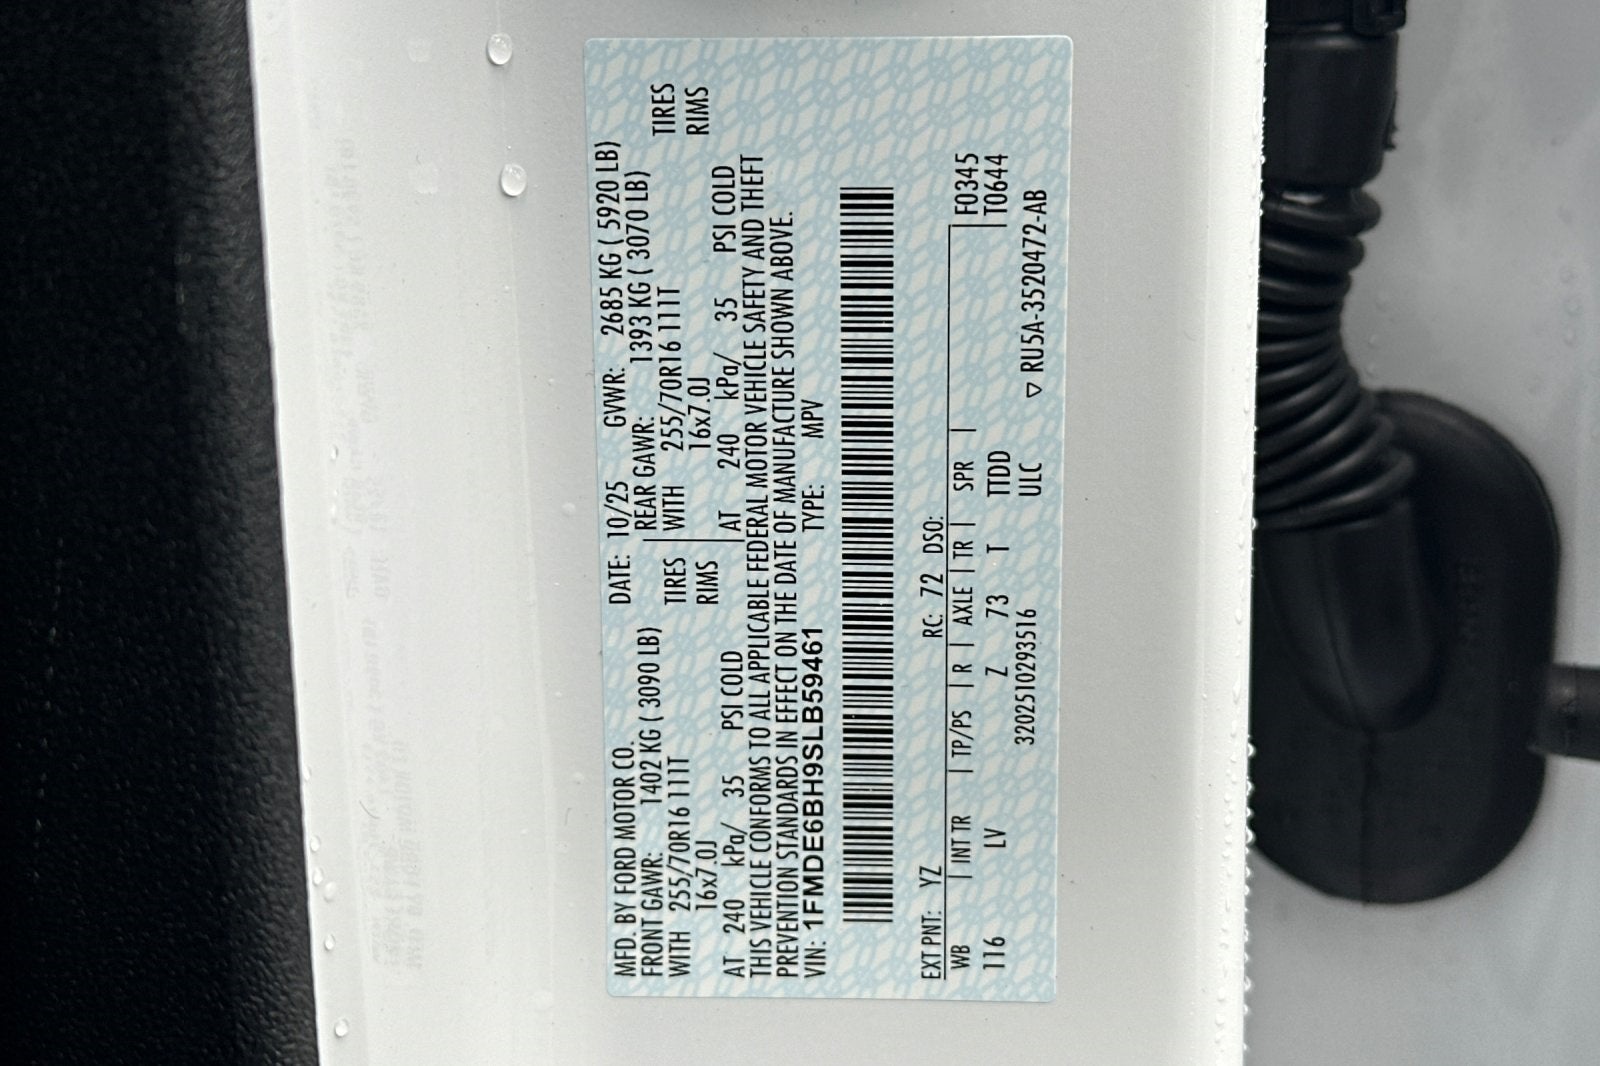 MFD. BY FORD MOTOR CO. DATE: 10/25 GVWR: 2685 KG ( 5920 LB)
FRONT GAWR: 1402 KG ( 3090 LB) REAR GAWR: 1393 KG ( 3070 LB)
WITH 255/70R16 111T TIRES WITH 255/70R16 111T TIRES
16x7.0J RIMS 16x7.0J RIMS
AT 240 kPa/ 35 PSI COLD AT 240 kPa/ 35 PSI COLD
THIS VEHICLE CONFORMS TO ALL APPLICABLE FEDERAL MOTOR VEHICLE SAFETY AND THEFT
PREVENTION STANDARDS IN EFFECT ON THE DATE OF MANUFACTURE SHOWN ABOVE.
VIN: 1FMDE6BH9SLB59461 TYPE: MPV
EXT PNT: YZ RC: 72 DSO: F0345
WB | INT TR | TP/PS | R | AXLE | TR | SPR | T0644
116 LV Z 73 T TTDD
3202510293516 ULC ▽ RU5A-3520472-AB